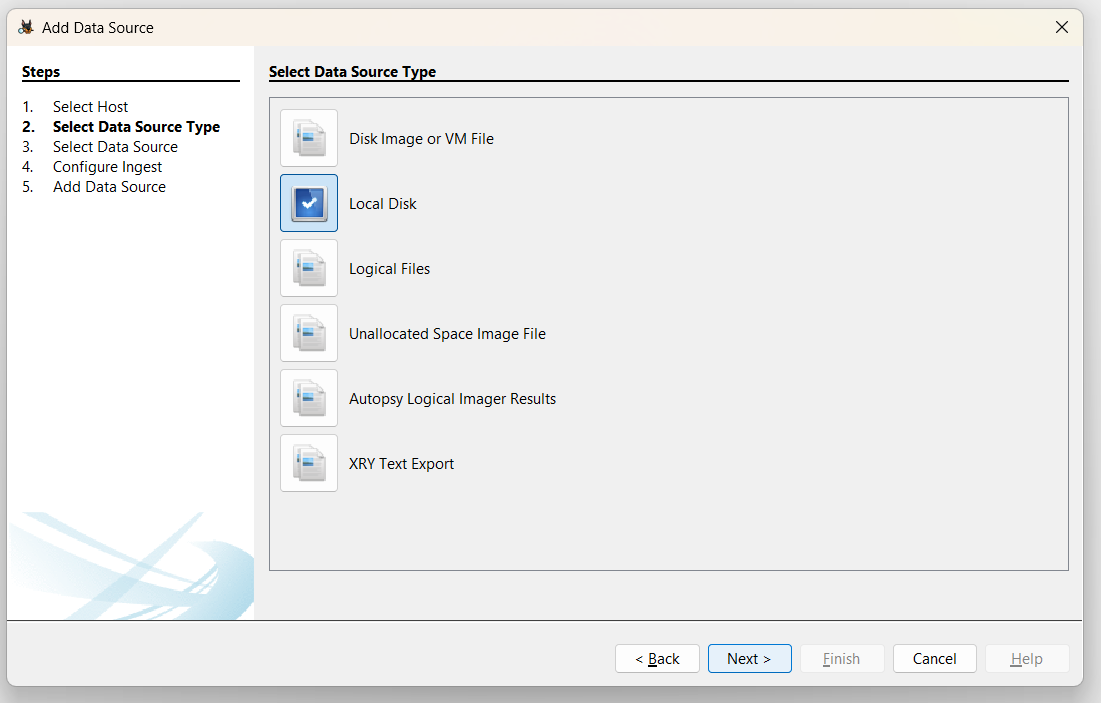 Add Data Source
Steps
1. Select Host
2. Select Data Source Type
3. Select Data Source
4. Configure Ingest
5. Add Data Source
Select Data Source Type
Disk Image or VM File
Local Disk
Logical Files
Unallocated Space Image File
Autopsy Logical Imager Results
XRY Text Export
< Back
Next >
Finish
Cancel
Help